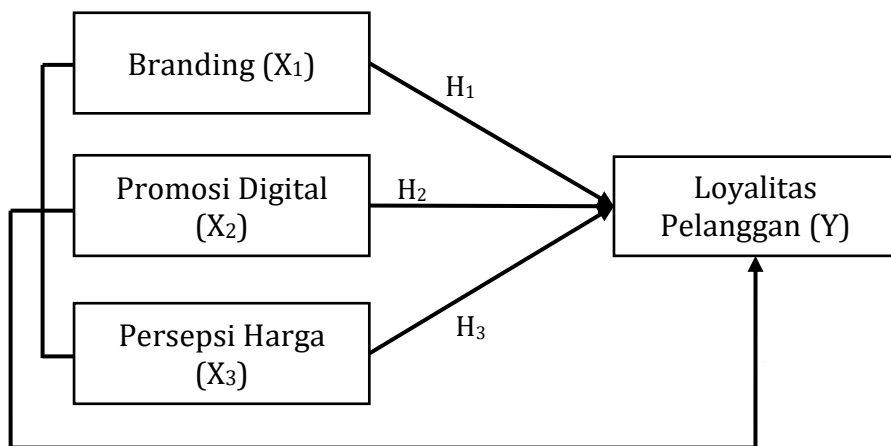 Branding (X₁)
H₁
Promosi Digital
(X₂)
H₂
Loyalitas
Pelanggan (Y)
Persepsi Harga
(X₃)
H₃